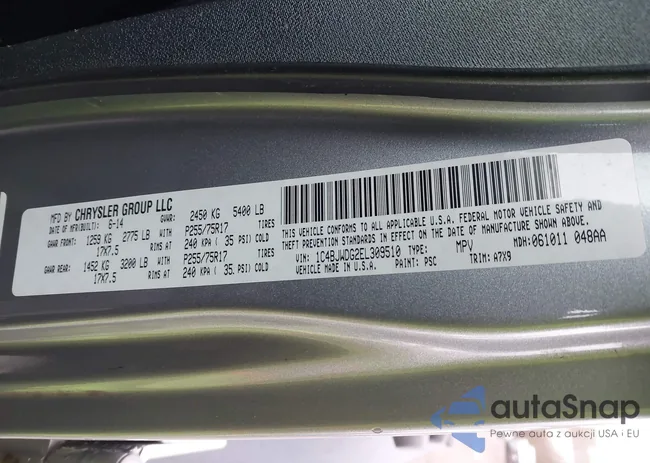 MFD BY CHRYSLER GROUP LLC
DATE OF MFR(BUILT): 6-14 GVWR: 2450 KG 5400 LB
GAWR FRONT: 1259 KG 2775 LB TIRES P255/75R17
17X7.5 RIMS AT 240 KPA ( 35 PSI) COLD
GAWR REAR: 1452 KG 3200 LB TIRES P255/75R17
17X7.5 RIMS AT 240 KPA ( 35 PSI) COLD
THIS VEHICLE CONFORMS TO ALL APPLICABLE U.S.A. FEDERAL MOTOR VEHICLE SAFETY AND
THEFT PREVENTION STANDARDS IN EFFECT ON THE DATE OF MANUFACTURE SHOWN ABOVE.
VIN: 1C4BJWDG2EL309510 TYPE: MPV MDH:061011 048AA
VEHICLE MADE IN U.S.A. PAINT: PSC TRIM: A7X9
autaSnap
Pewne auta z aukcji USA i EU